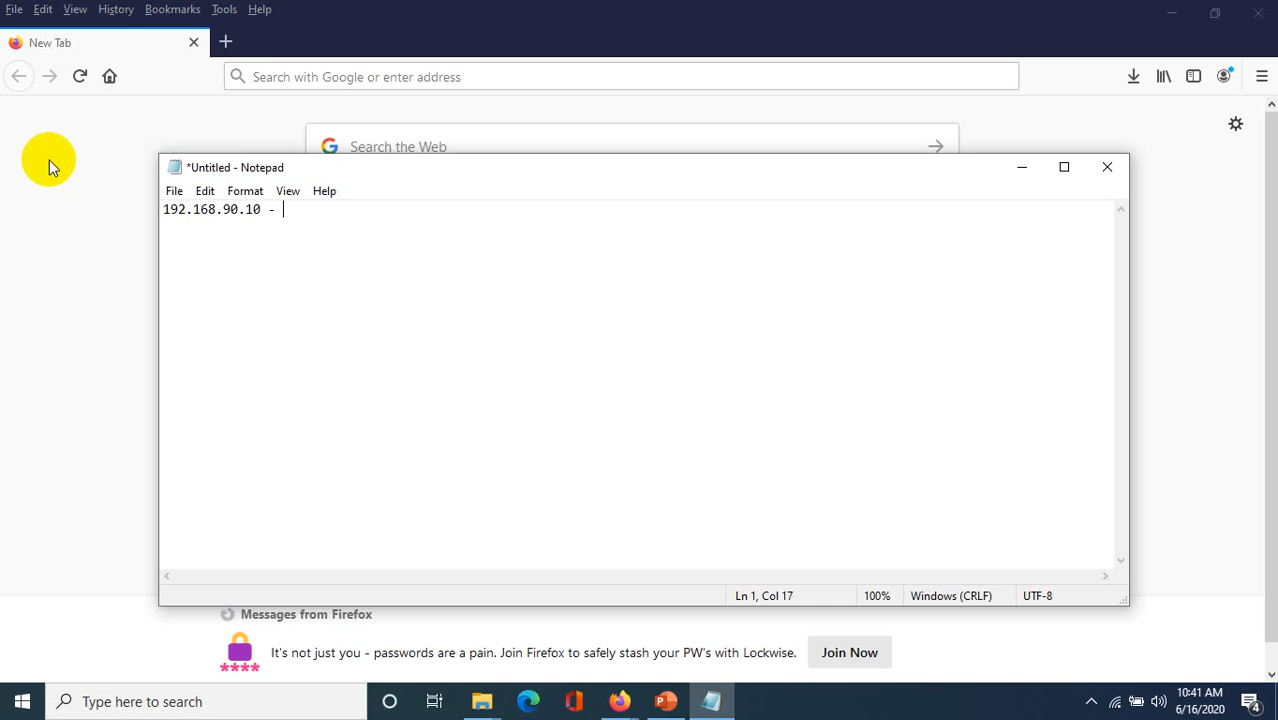 File Edit View History Bookmarks Tools Help
New Tab
Search with Google or enter address
Search the Web
*Untitled - Notepad
File Edit Format View Help
192.168.90.10 -
Ln 1, Col 17 100% Windows (CRLF) UTF-8
Messages from Firefox
****
It's not just you - passwords are a pain. Join Firefox to safely stash your PW's with Lockwise. Join Now
Type here to search
10:41 AM
6/16/2020
4